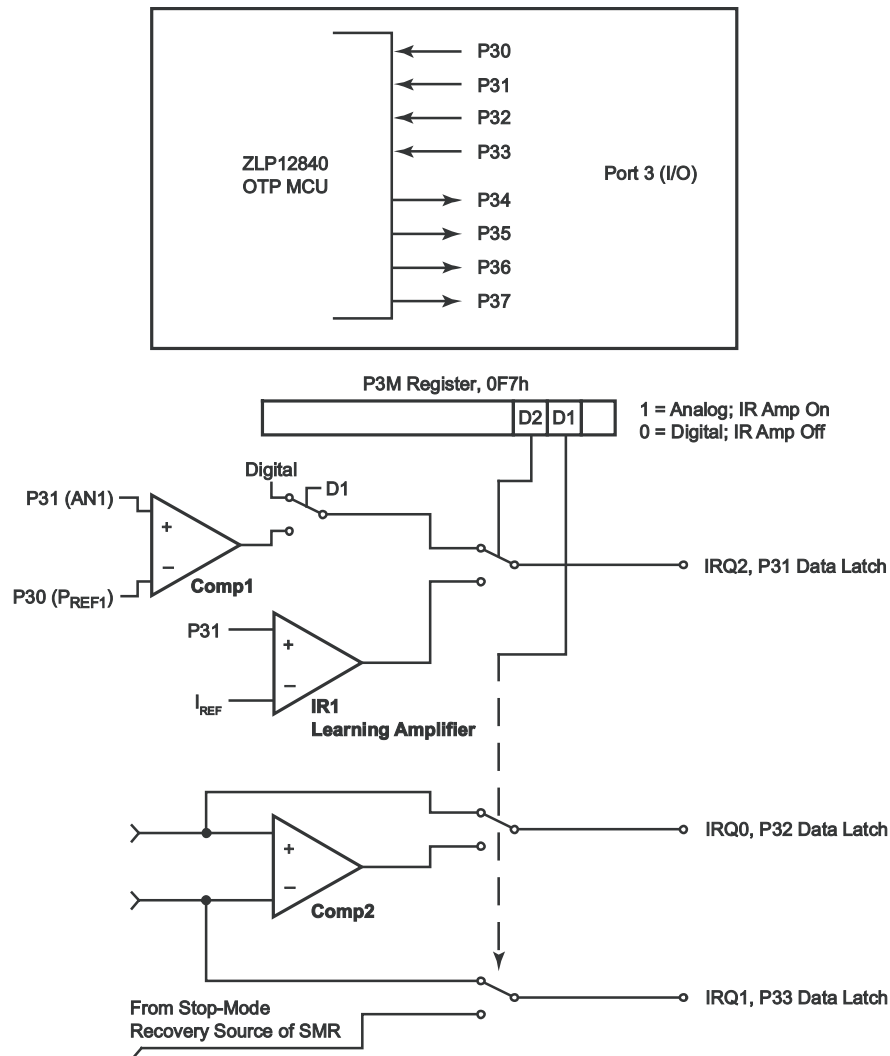 P30
P31
P32
P33
ZLP12840
OTP MCU
Port 3 (I/O)
P34
P35
P36
P37
P3M Register, 0F7h
D2 D1
1 = Analog; IR Amp On
0 = Digital; IR Amp Off
Digital
D1
P31 (AN1)
+
−
Comp1
P30 (PREF1)
IRQ2, P31 Data Latch
P31
+
−
IREF
IR1
Learning Amplifier
+
−
Comp2
IRQ0, P32 Data Latch
From Stop-Mode
Recovery Source of SMR
IRQ1, P33 Data Latch